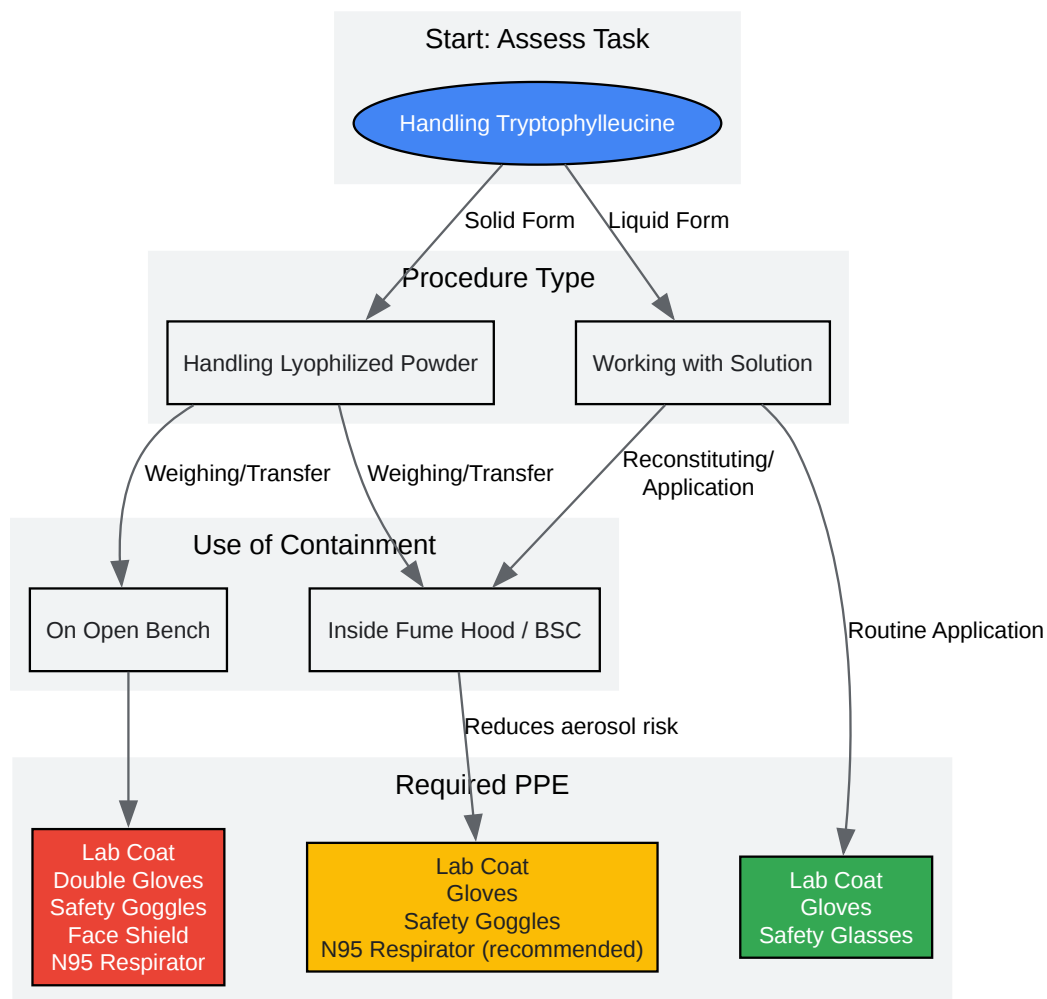 Start: Assess Task
Handling Tryptophylleucine
Solid Form
Liquid Form
Procedure Type
Handling Lyophilized Powder
Working with Solution
Weighing/Transfer
Weighing/Transfer
Reconstituting/
Application
Use of Containment
On Open Bench
Inside Fume Hood / BSC
Routine Application
Reduces aerosol risk
Required PPE
Lab Coat
Double Gloves
Safety Goggles
Face Shield
N95 Respirator
Lab Coat
Gloves
Safety Goggles
N95 Respirator (recommended)
Lab Coat
Gloves
Safety Glasses